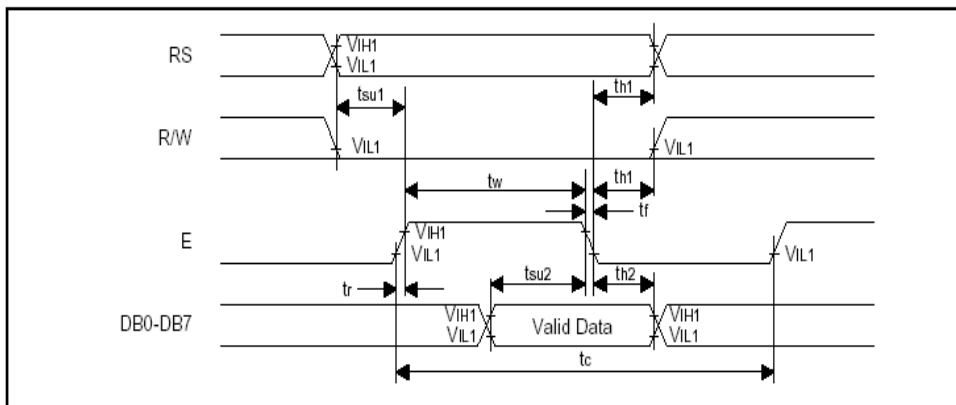 RS
VIH1
VIL1
tsu1
th1
R/W
VIL1
VIL1
tw
th1
tf
E
VIH1
VIL1
VIL1
tsu2
th2
tr
DB0-DB7
VIH1
VIL1
Valid Data
VIH1
VIL1
tc